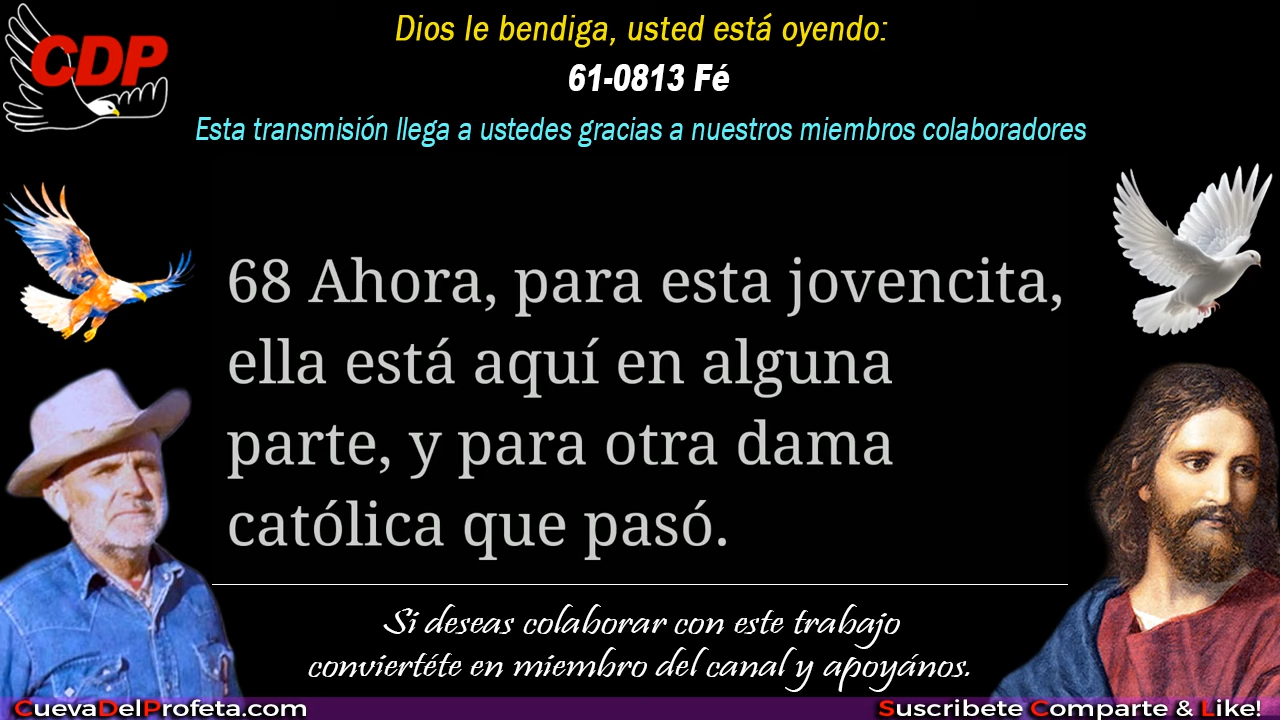 CDP
Dios le bendiga, usted está oyendo:
61-0813 Fé
Esta transmisión llega a ustedes gracias a nuestros miembros colaboradores
68 Ahora, para esta jovencita,
ella está aquí en alguna
parte, y para otra dama
católica que pasó.
Si deseas colaborar con este trabajo
conviertéte en miembro del canal y apoyános.
CuevaDelProfeta.com
Suscribete Comparte & Like!